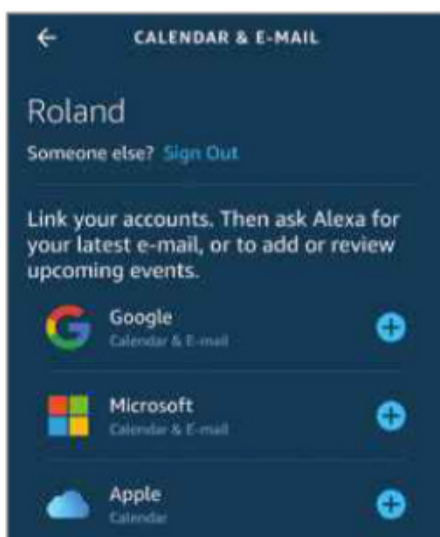 CALENDAR & E-MAIL
Roland
Someone else? Sign Out
Link your accounts. Then ask Alexa for
your latest e-mail, or to add or review
upcoming events.
Google
Calendar & E-mail
Microsoft
Calendar & E-mail
Apple
Calendar